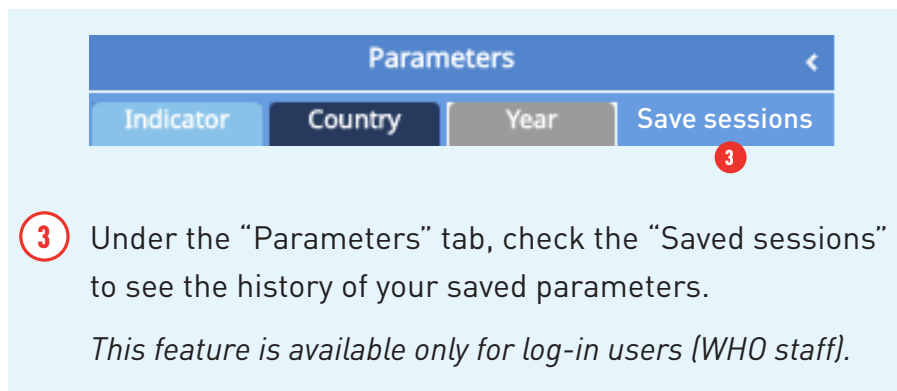 Parameters <
Indicator Country Year Save sessions
3
3 Under the “Parameters” tab, check the “Saved sessions”
to see the history of your saved parameters.
This feature is available only for log-in users (WHO staff).